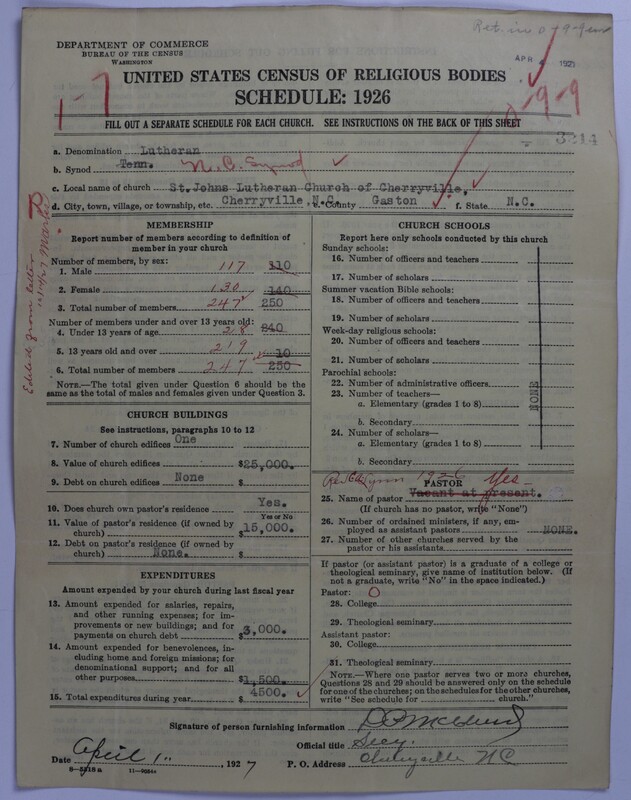 DEPARTMENT OF COMMERCE
BUREAU OF THE CENSUS
WASHINGTON
APR 4 192
UNITED STATES CENSUS OF RELIGIOUS BODIES
SCHEDULE: 1926
1-7
0-9-9
FILL OUT A SEPARATE SCHEDULE FOR EACH CHURCH. SEE INSTRUCTIONS ON THE BACK OF THIS SHEET
a. Denomination Lutheran
b. Synod Tenn. N.C. Synod
c. Local name of church St.Johns Lutheran Church of Cherryville,
d. City, town, village, or township, etc. Cherryville,N.C. e. County Gaston f. State N.C.
MEMBERSHIP
Report number of members according to definition of
member in your church
Number of members, by sex:
1. Male 117 110
2. Female 130 140
3. Total number of members 247 250
Number of members under and over 13 years old:
4. Under 13 years of age 28 240
5. 13 years old and over 219 10
6. Total number of members 247 250
NOTE.—The total given under Question 6 should be the
same as the total of males and females given under Question 3.
CHURCH BUILDINGS
See instructions, paragraphs 10 to 12
7. Number of church edifices One
8. Value of church edifices $25,000.
9. Debt on church edifices None $
10. Does church own pastor's residence? Yes.
Yes or No
11. Value of pastor's residence (if owned by
church) $15,000.
12. Debt on pastor's residence (if owned by
church) None. $
EXPENDITURES
Amount expended by your church during last fiscal year
13. Amount expended for salaries, repairs,
and other running expenses; for im-
provements or new buildings; and for
payments on church debt $3,000.
14. Amount expended for benevolences, in-
cluding home and foreign missions; for
denominational support; and for all
other purposes $1,500.
15. Total expenditures during year $4500.
CHURCH SCHOOLS
Report here only schools conducted by this church
Sunday schools:
16. Number of officers and teachers
17. Number of scholars
Summer vacation Bible schools:
18. Number of officers and teachers
19. Number of scholars
Week-day religious schools:
20. Number of officers and teachers
21. Number of scholars
Parochial schools:
22. Number of administrative officers
23. Number of teachers—
a. Elementary (grades 1 to 8)
b. Secondary
24. Number of scholars—
a. Elementary (grades 1 to 8)
b. Secondary
NONE
1926 Yes
PASTOR
25. Name of pastor Vacant at present.
(If church has no pastor, write "None")
26. Number of ordained ministers, if any, em-
ployed as assistant pastors NONE.
27. Number of other churches served by the
pastor or his assistants
If pastor (or assistant pastor) is a graduate of a college or
theological seminary, give name of institution below. (If
not a graduate, write "No" in the space indicated.)
Pastor: O
28. College
29. Theological seminary
Assistant pastor:
30. College
31. Theological seminary
NOTE.—Where one pastor serves two or more churches,
Questions 28 and 29 should be answered only on the schedule
for one of the churches; on the schedules for the other churches,
write "See schedule for church."
Signature of person furnishing information
Official title Secy.
Date April 1", 1927 P. O. Address Cherryville NC
8-5518a 11-9664